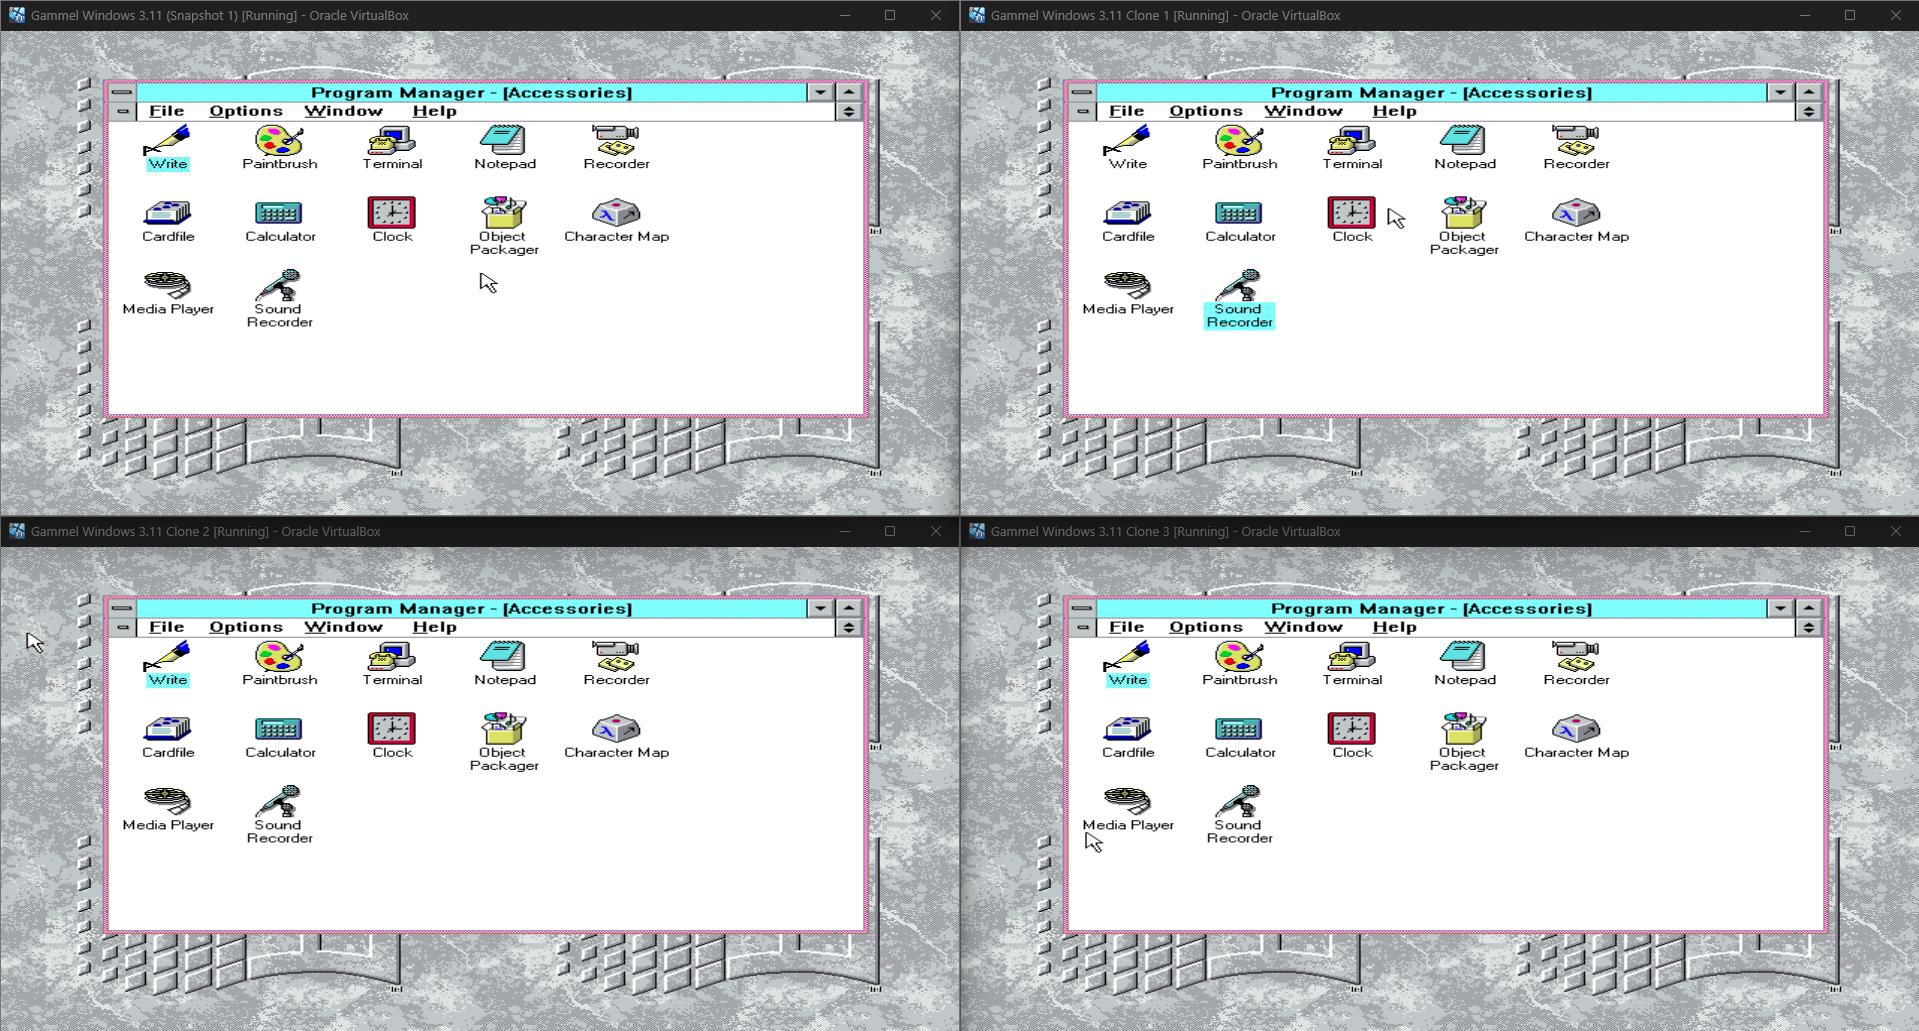 Gammel Windows 3.11 (Snapshot 1) [Running] - Oracle VirtualBox
Program Manager - [Accessories]
File Options Window Help
Write Paintbrush Terminal Notepad Recorder
Cardfile Calculator Clock Object Packager Character Map
Media Player Sound Recorder
Gammel Windows 3.11 Clone 1 [Running] - Oracle VirtualBox
Program Manager - [Accessories]
File Options Window Help
Write Paintbrush Terminal Notepad Recorder
Cardfile Calculator Clock Object Packager Character Map
Media Player Sound Recorder
Gammel Windows 3.11 Clone 2 [Running] - Oracle VirtualBox
Program Manager - [Accessories]
File Options Window Help
Write Paintbrush Terminal Notepad Recorder
Cardfile Calculator Clock Object Packager Character Map
Media Player Sound Recorder
Gammel Windows 3.11 Clone 3 [Running] - Oracle VirtualBox
Program Manager - [Accessories]
File Options Window Help
Write Paintbrush Terminal Notepad Recorder
Cardfile Calculator Clock Object Packager Character Map
Media Player Sound Recorder